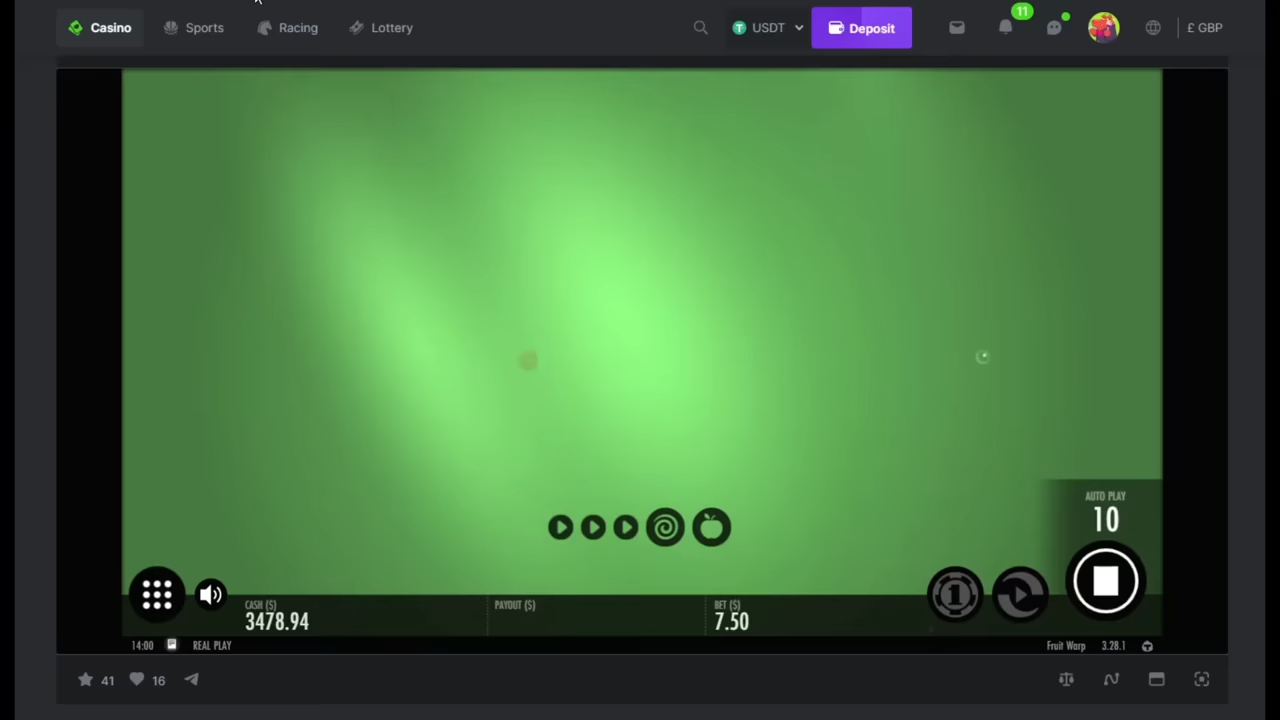 Casino Sports Racing Lottery USDT Deposit 11 £ GBP
AUTO PLAY
10
CASH ($) PAYOUT ($) BET ($)
3478.94 7.50
1
14:00 REAL PLAY Fruit Warp 3.28.1
41 16